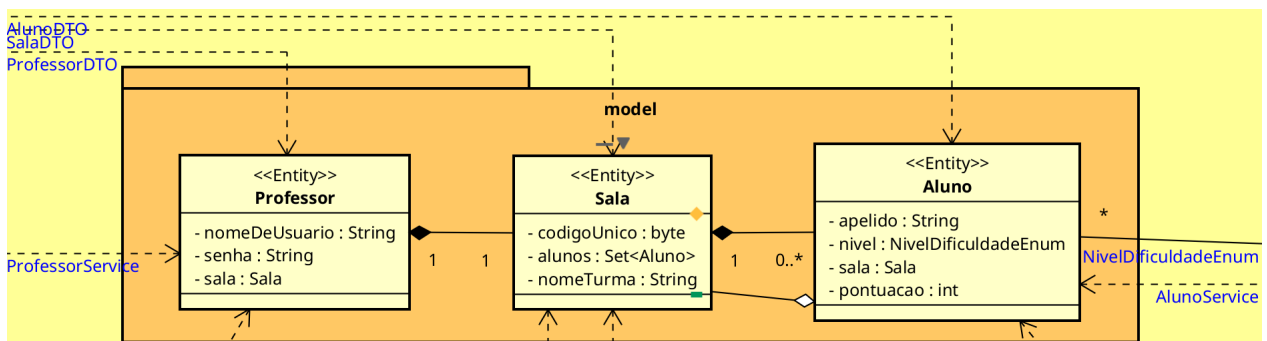 AlunoDTO
SalaDTO
ProfessorDTO
model
<<Entity>>
Professor
- nomeDeUsuario : String
- senha : String
- sala : Sala
1
1
<<Entity>>
Sala
- codigoUnico : byte
- alunos : Set<Aluno>
- nomeTurma : String
1
0..*
<<Entity>>
Aluno
- apelido : String
- nivel : NivelDificuldadeEnum
- sala : Sala
- pontuacao : int
*
NivelDificuldadeEnum
AlunoService
ProfessorService